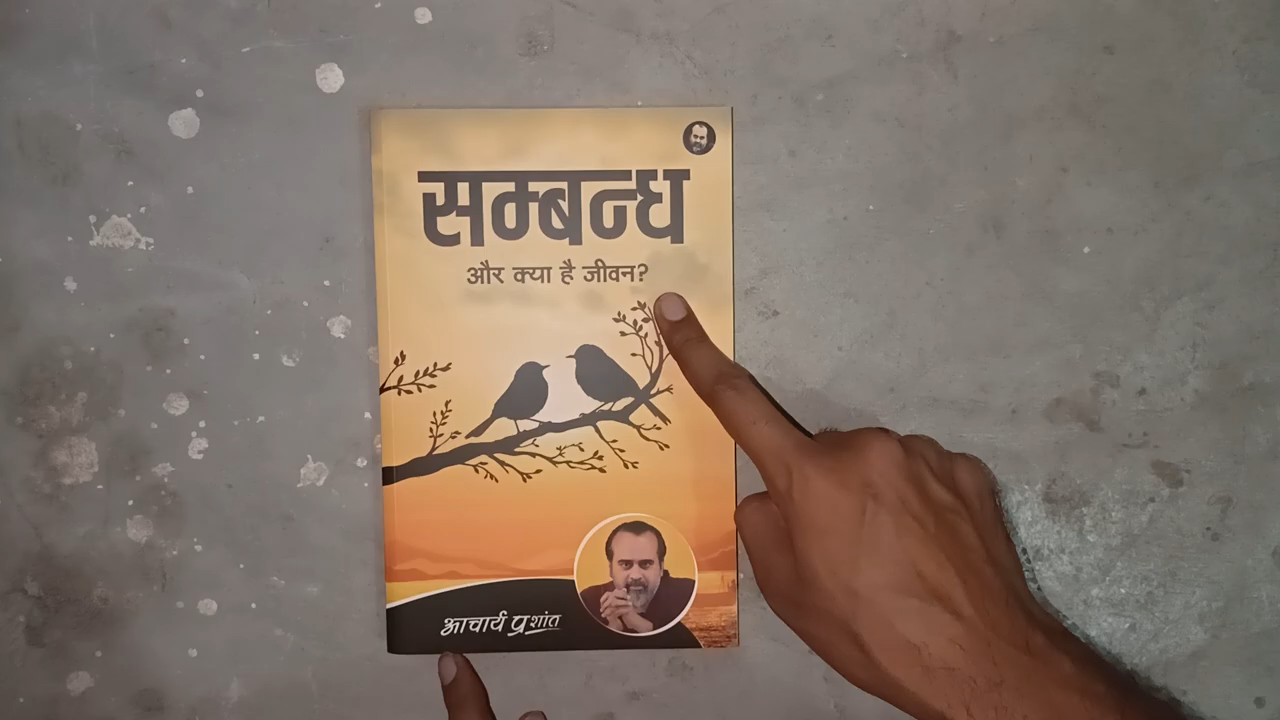 सम्बन्ध
और क्या है जीवन?
आचार्य प्रशांत